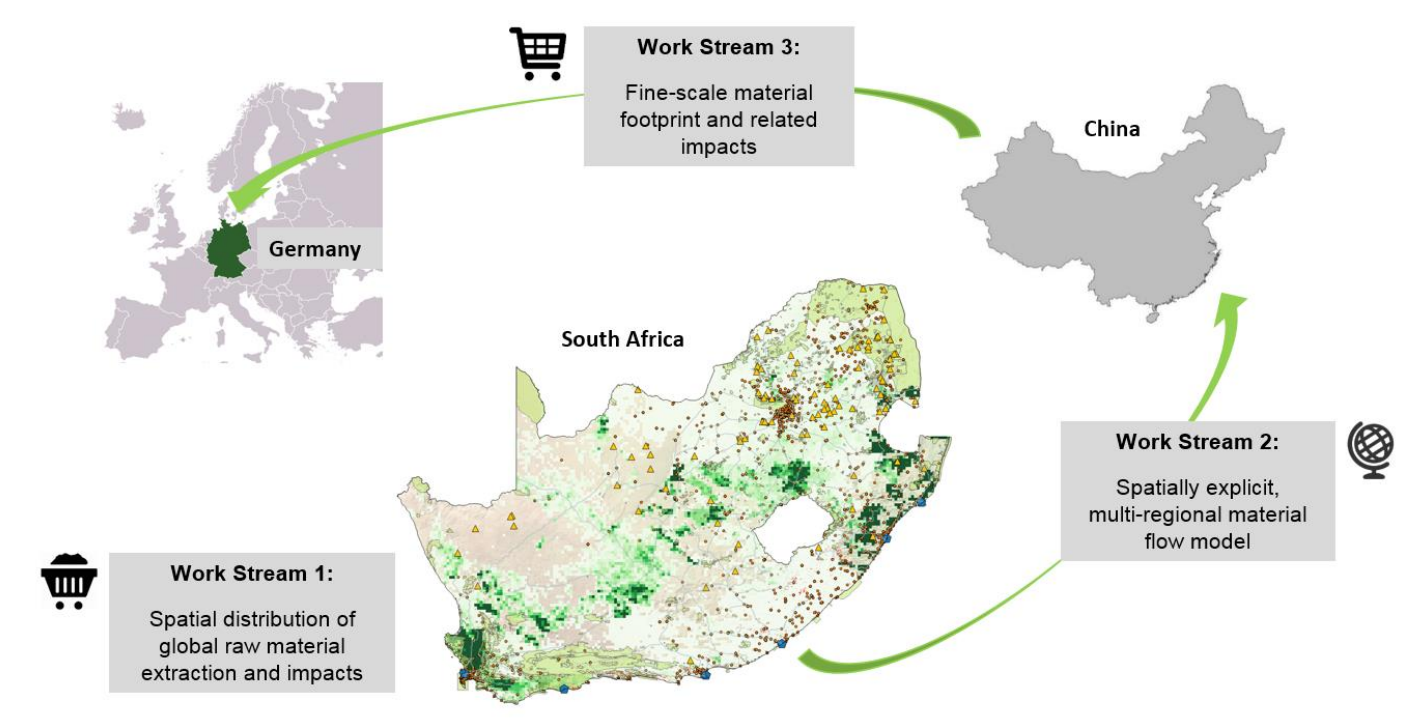 Work Stream 3:
Fine-scale material
footprint and related
impacts
China
Germany
South Africa
Work Stream 2:
Spatially explicit,
multi-regional material
flow model
Work Stream 1:
Spatial distribution of
global raw material
extraction and impacts